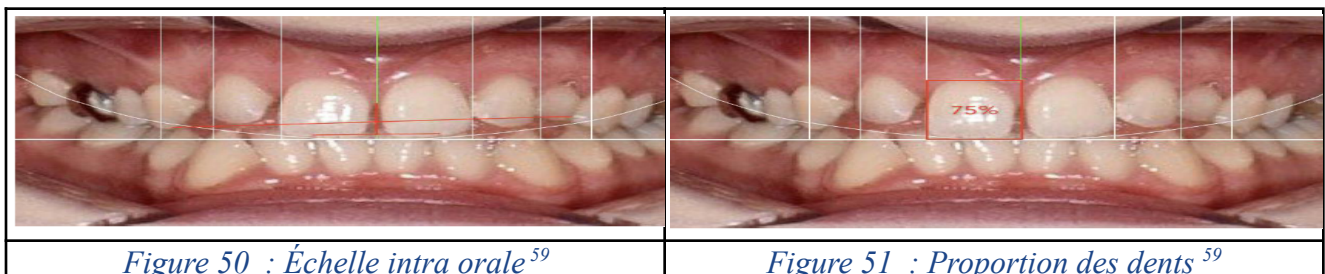 75%
Figure 50 : Échelle intra orale 59
Figure 51 : Proportion des dents 59